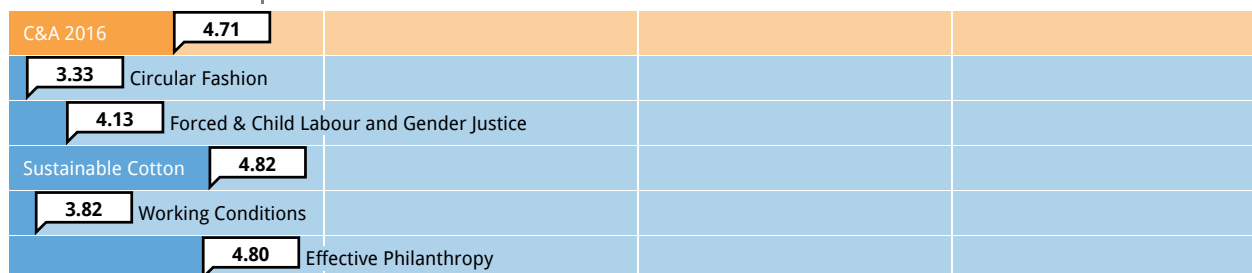 C&A 2016 4.71
3.33 Circular Fashion
4.13 Forced & Child Labour and Gender Justice
Sustainable Cotton 4.82
3.82 Working Conditions
4.80 Effective Philanthropy